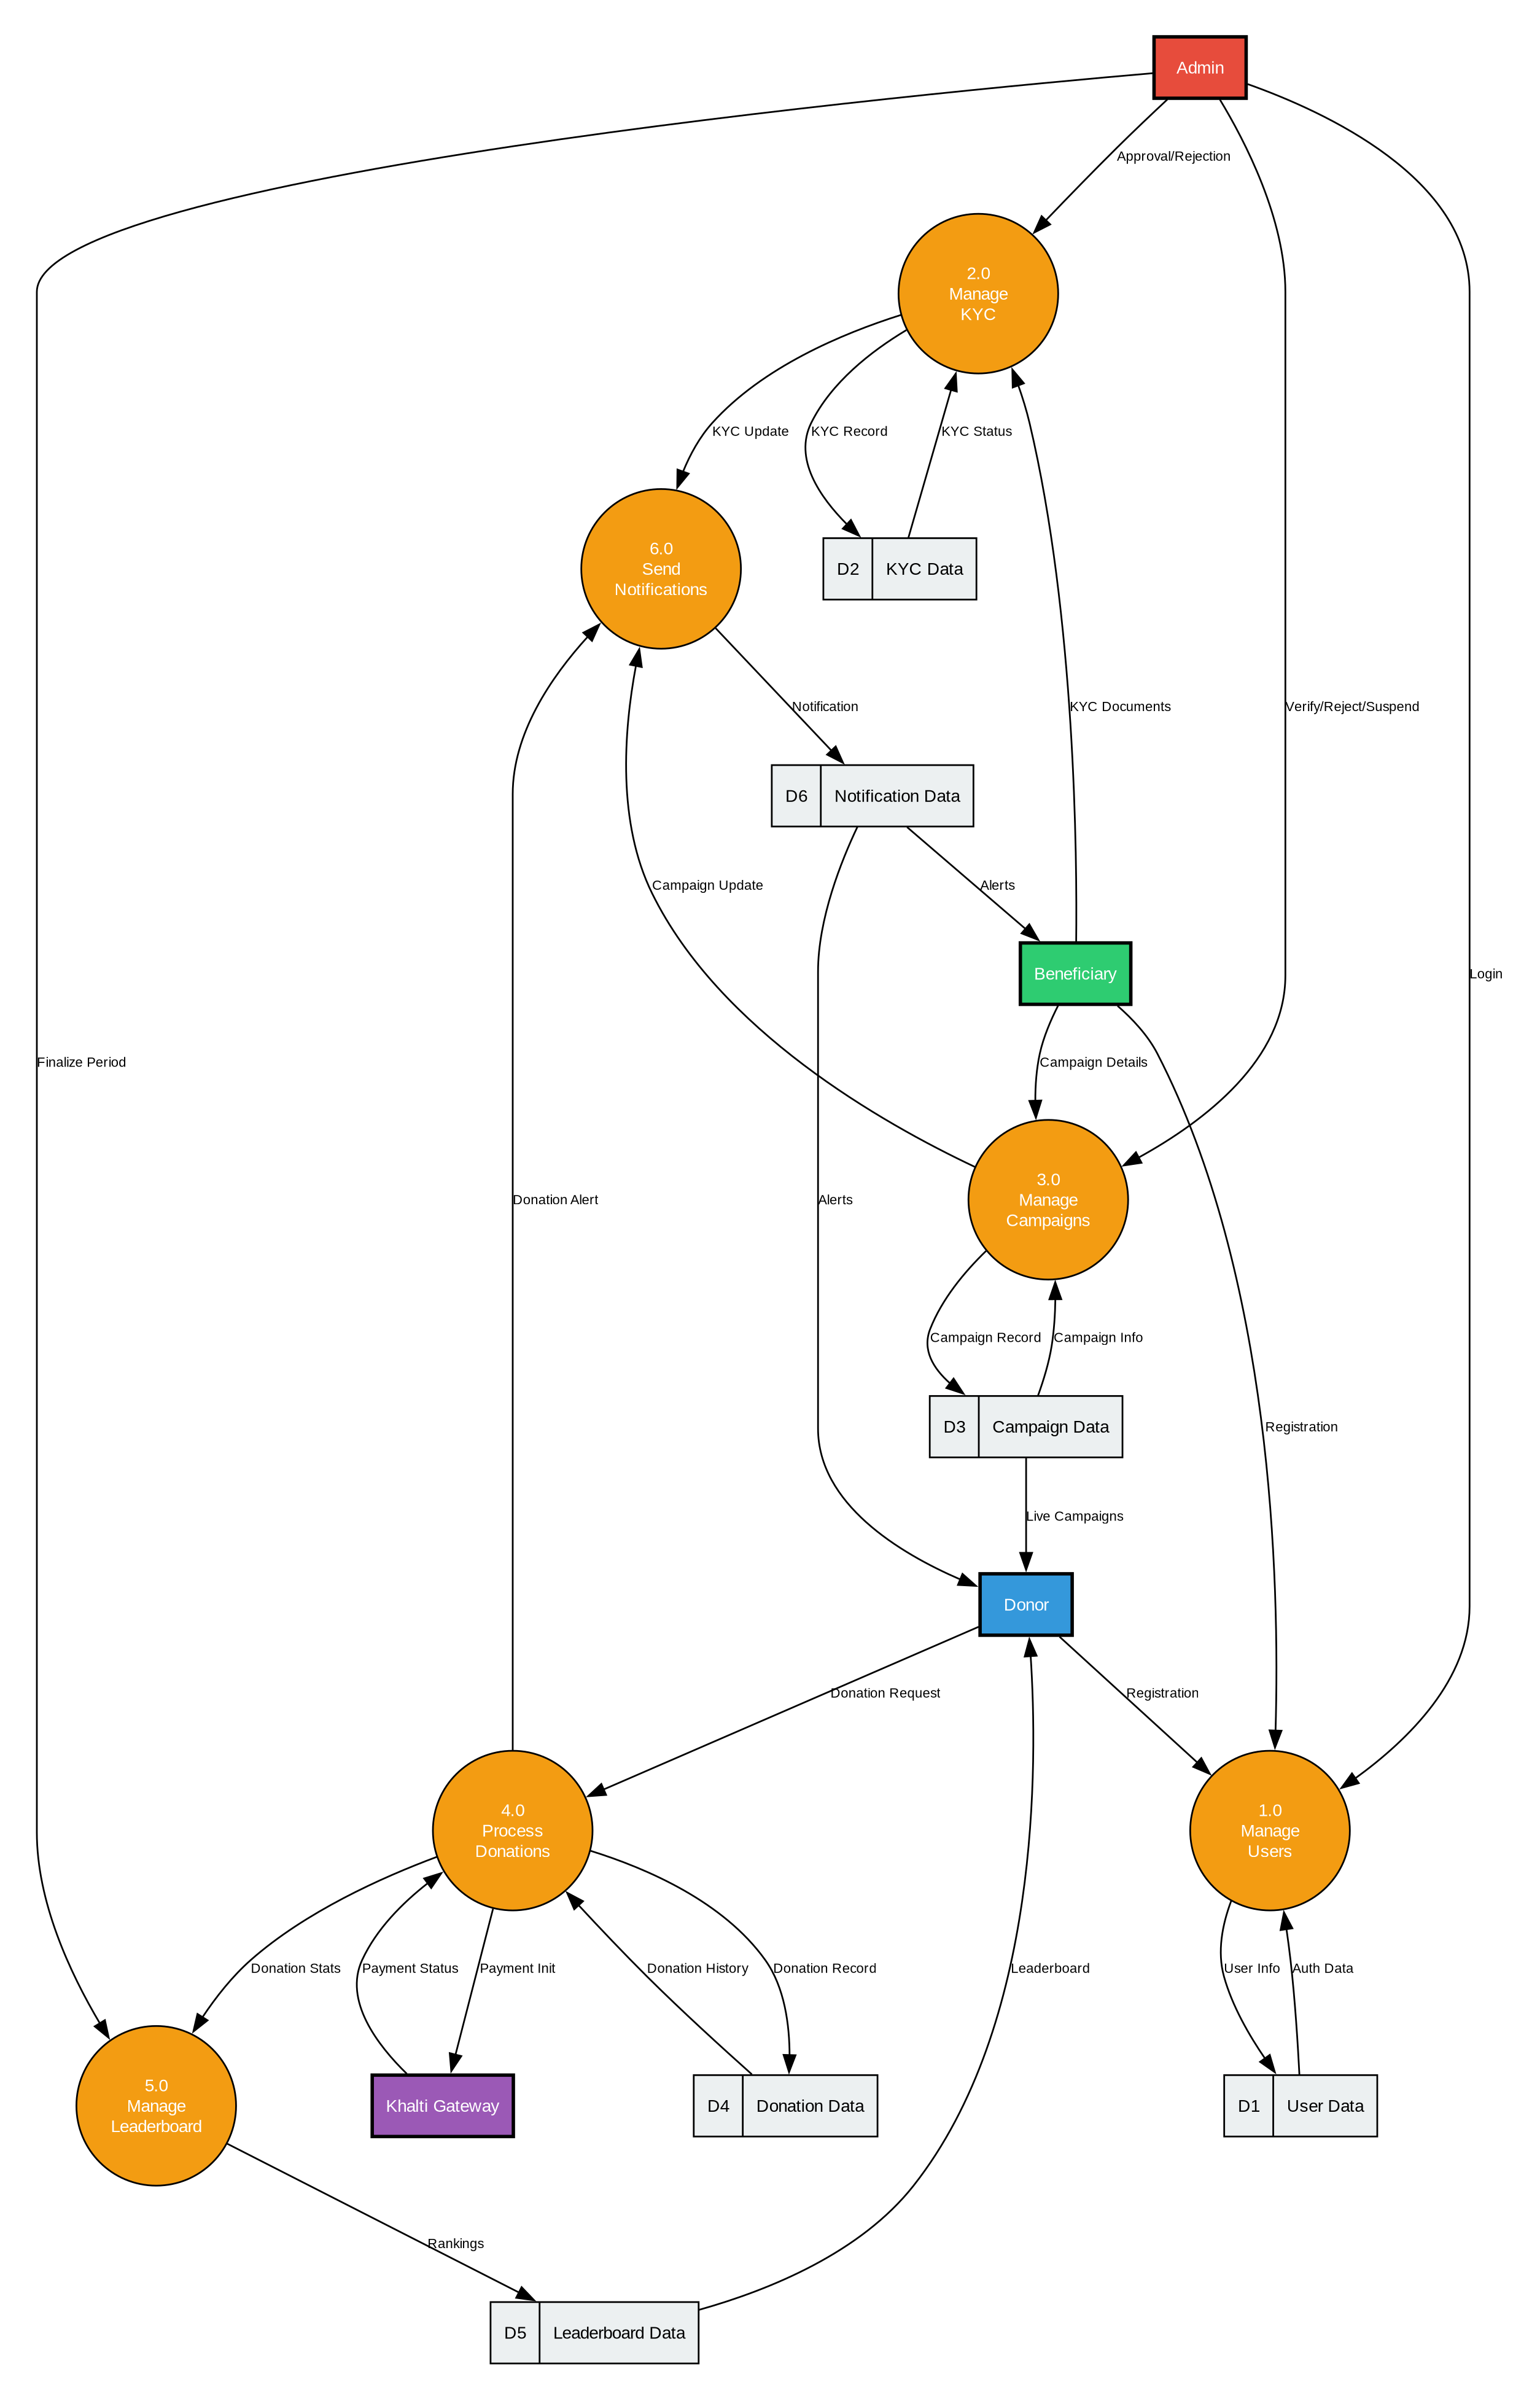 Admin
Approval/Rejection
2.0
Manage
KYC
KYC Update
KYC Record
KYC Status
6.0
Send
Notifications
D2
KYC Data
Notification
KYC Documents
Verify/Reject/Suspend
D6
Notification Data
Campaign Update
Alerts
Beneficiary
Login
Finalize Period
Campaign Details
Donation Alert
Alerts
3.0
Manage
Campaigns
Campaign Record
Campaign Info
D3
Campaign Data
Registration
Live Campaigns
Donor
Donation Request
Registration
4.0
Process
Donations
1.0
Manage
Users
Donation Stats
Payment Status
Payment Init
Donation History
Donation Record
Leaderboard
User Info
Auth Data
5.0
Manage
Leaderboard
Khalti Gateway
D4
Donation Data
D1
User Data
Rankings
D5
Leaderboard Data